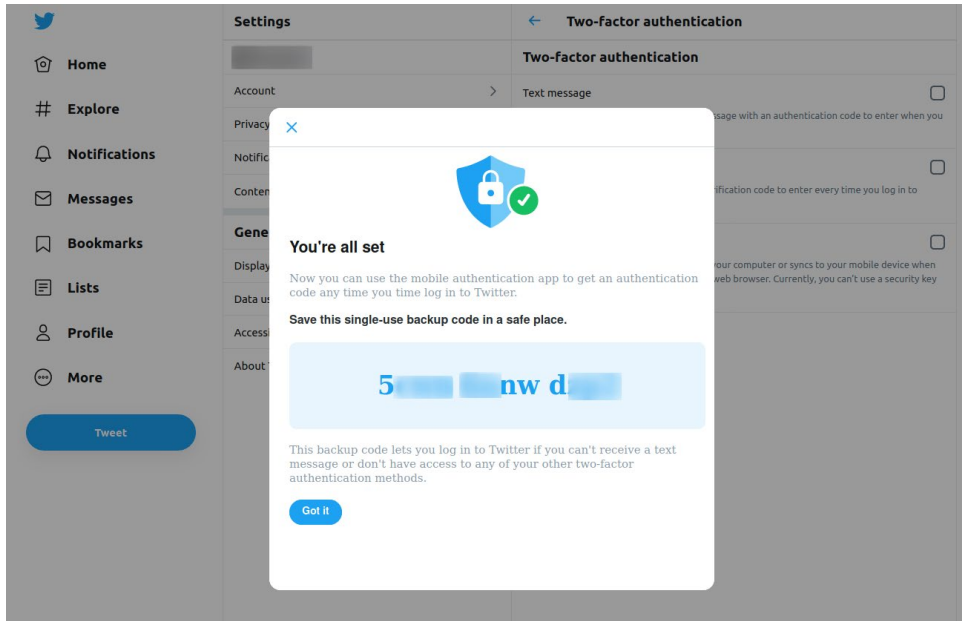 Home
Explore
Notifications
Messages
Bookmarks
Lists
Profile
More
Tweet
Settings
Account
Privacy
Notific
Conten
Gene
Display
Data us
Accessi
About
Two-factor authentication
Two-factor authentication
Text message
ssage with an authentication code to enter when you
ification code to enter every time you log in to
your computer or syncs to your mobile device when
web browser. Currently, you can't use a security key
You're all set
Now you can use the mobile authentication app to get an authentication
code any time you time log in to Twitter.
Save this single-use backup code in a safe place.
5 nw d
This backup code lets you log in to Twitter if you can't receive a text
message or don't have access to any of your other two-factor
authentication methods.
Got it